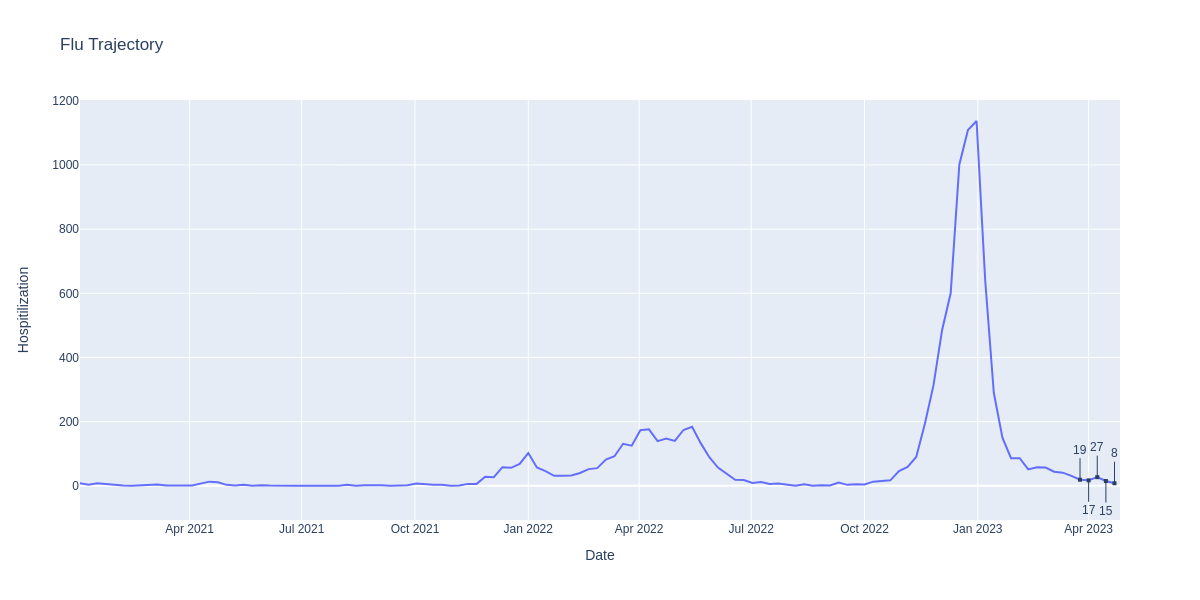 Flu Trajectory
1200
1000
800
600
400
200
0
Hospitilization
19
27
8
17
15
Apr 2021
Jul 2021
Oct 2021
Jan 2022
Apr 2022
Jul 2022
Oct 2022
Jan 2023
Apr 2023
Date